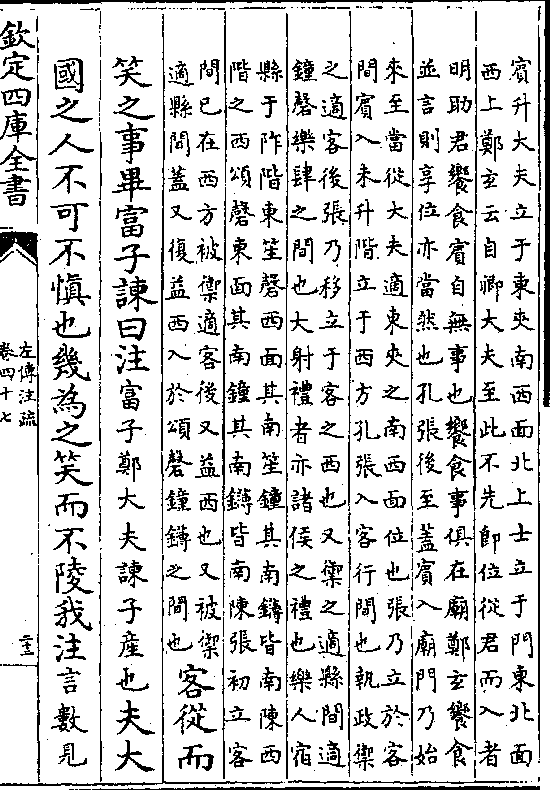 賓升大夫立于東夾南西面北上士立于門東北面
西上鄭玄云自卿大夫至此不先即位從君而入者
明助君饗食賓自無事也饗食事俱在廟鄭玄饗食
並言則享位亦當然也孔張後至蓋賓入廟門乃始
來至當從大夫適東夾之南西面位也張乃立於客
間賓入未升階立于西方孔張入客行間也執政禦
之適客後張乃移立于客之西也又禦之適縣間適
鐘磬樂肆之間也大射禮者亦諸侯之禮也樂人宿
縣于阼階東笙磬西面其南笙鐘其南鑮皆南陳西
階之西頌磬東面其南鐘其南鑮皆南陳張初立客
間已在西方被禦適客後又益西也又被禦
適縣間蓋又復益西入於頌磬鐘鑮之間也
客從而
笑之事畢富子諫曰注富子鄭大夫諫子產也夫大
國之人不可不慎也幾為之笑而不陵我注言數見
欽定四庫全書
左傳注疏
卷四十七
二十三